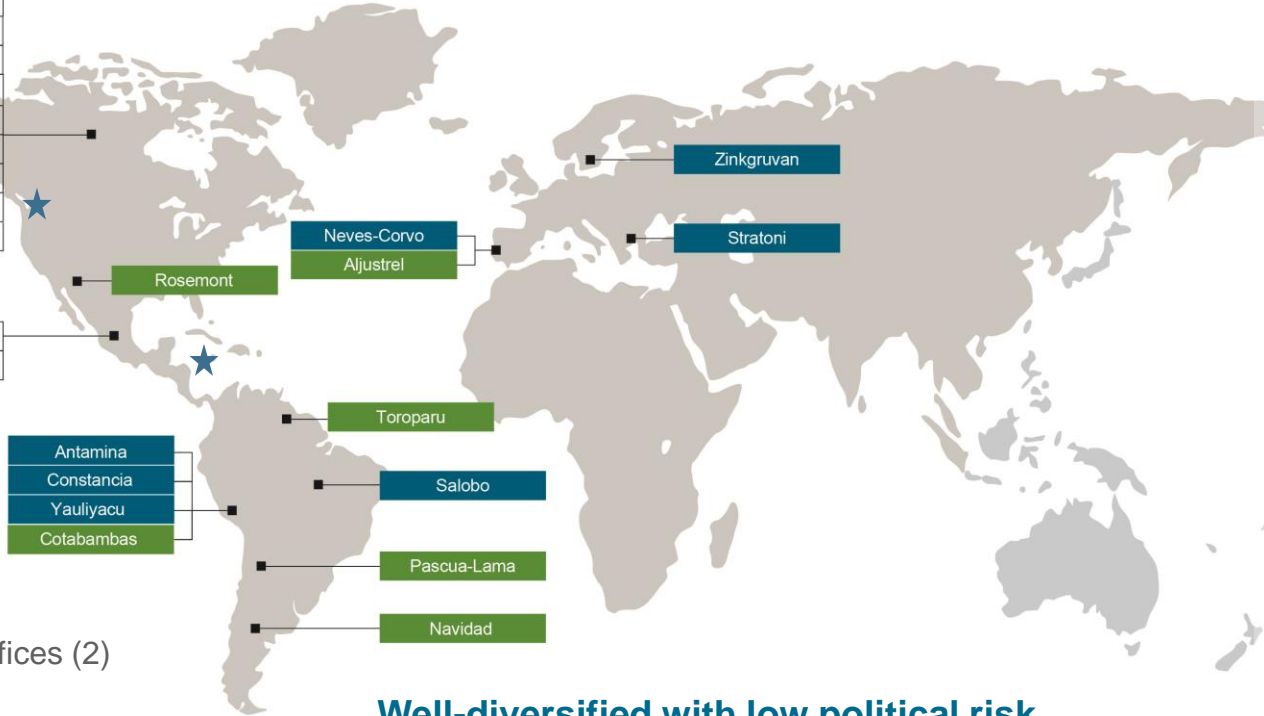 Zinkgruvan
Neves-Corvo
Aljustrel
Stratoni
Rosemont
Toroparu
Antamina
Constancia
Yauliyacu
Cotabambas
Salobo
Pascua-Lama
Navidad
(2)
Well-diversified with low political risk